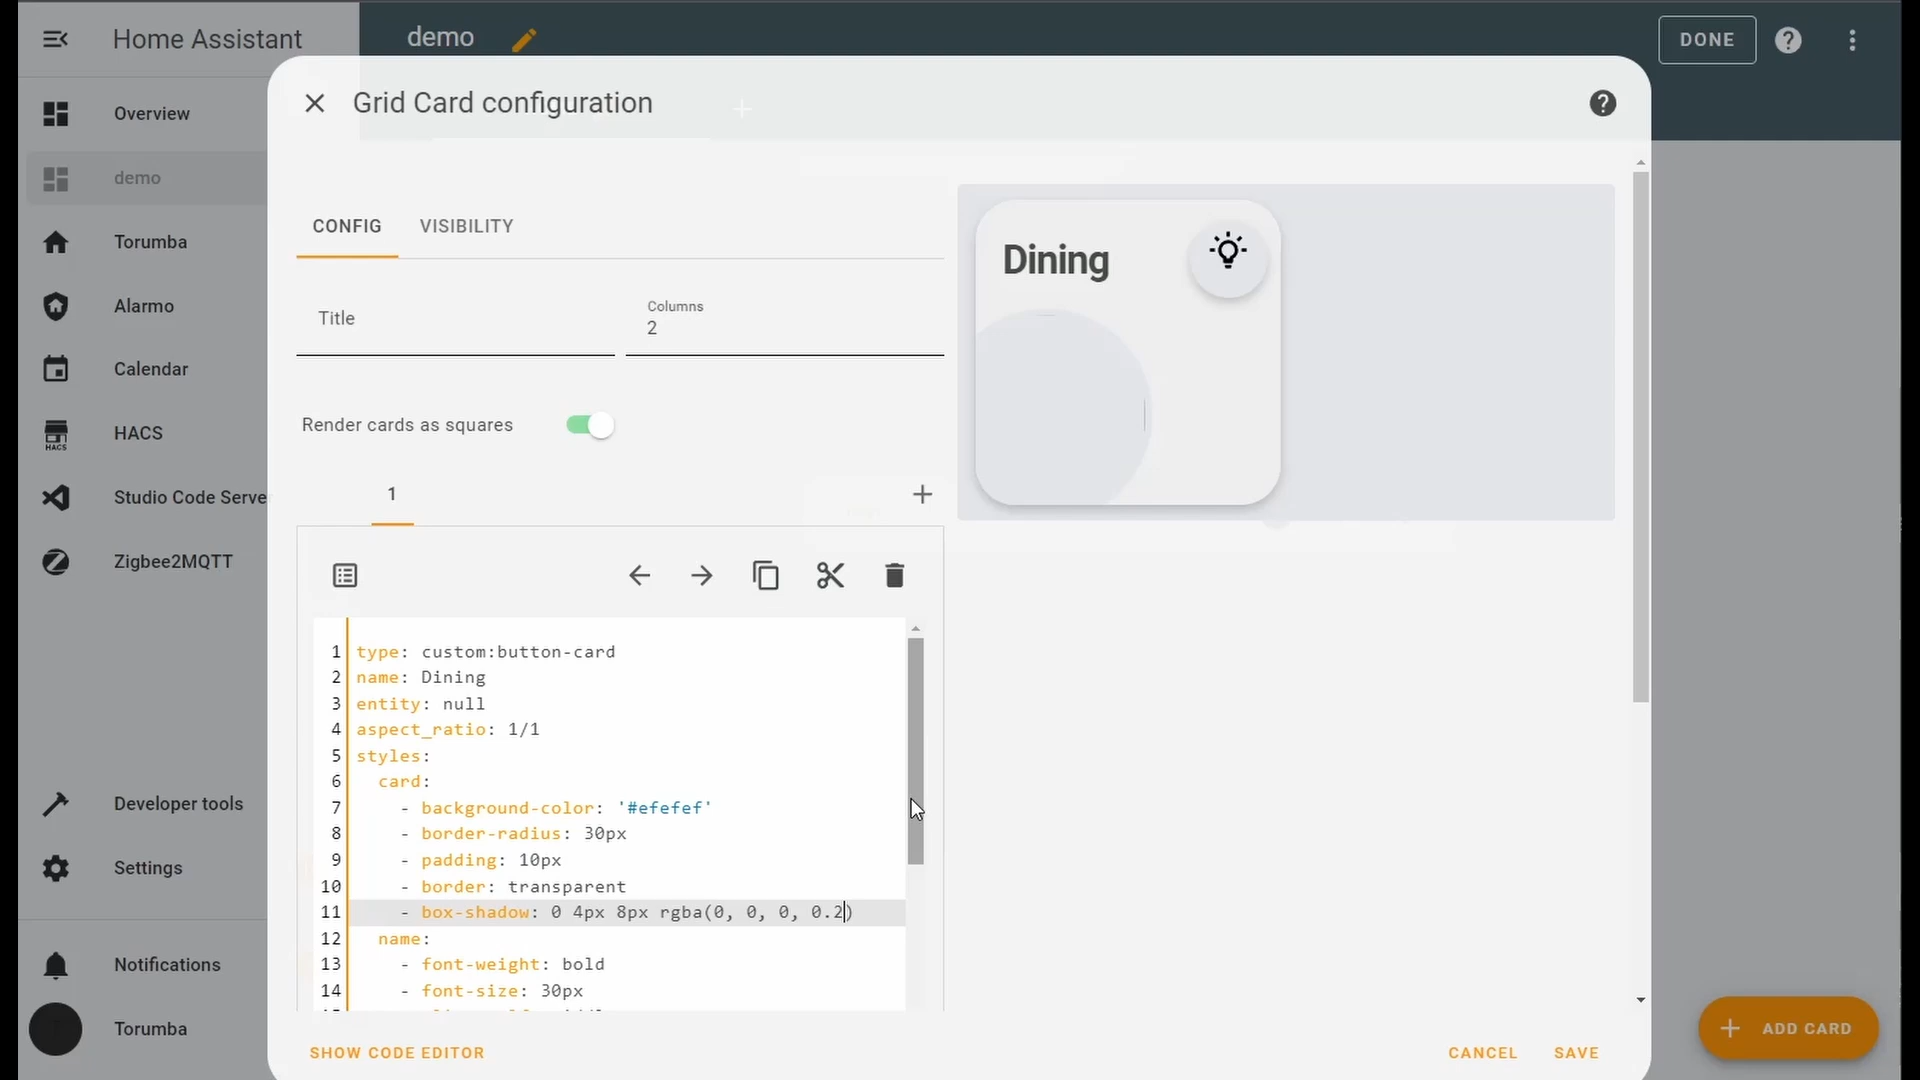 Home Assistant
demo
DONE
Overview
demo
Torumba
Alarmo
Calendar
HACS
Studio Code Serve
Zigbee2MQTT
Developer tools
Settings
Notifications
Torumba
Grid Card configuration
CONFIG
VISIBILITY
Title
Columns
2
Render cards as squares
1
1 type: custom:button-card
2 name: Dining
3 entity: null
4 aspect_ratio: 1/1
5 styles:
6 card:
7 - background-color: '#efefef'
8 - border-radius: 30px
9 - padding: 10px
10 - border: transparent
11 - box-shadow: 0 4px 8px rgba(0, 0, 0, 0.2)
12 name:
13 - font-weight: bold
14 - font-size: 30px
Dining
SHOW CODE EDITOR
CANCEL
SAVE
ADD CARD